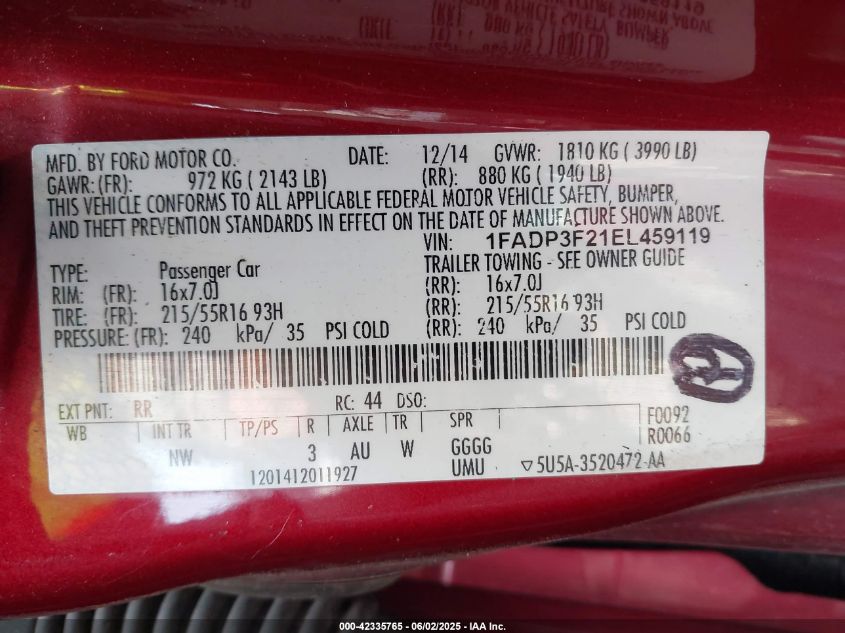 MFD. BY FORD MOTOR CO. DATE: 12/14 GVWR: 1810 KG ( 3990 LB)
GAWR: (FR): 972 KG ( 2143 LB) (RR): 880 KG ( 1940 LB)
THIS VEHICLE CONFORMS TO ALL APPLICABLE FEDERAL MOTOR VEHICLE SAFETY, BUMPER,
AND THEFT PREVENTION STANDARDS IN EFFECT ON THE DATE OF MANUFACTURE SHOWN ABOVE.
VIN: 1FADP3F21EL459119
TYPE: Passenger Car TRAILER TOWING - SEE OWNER GUIDE
RIM: (FR): 16x7.0J (RR): 16x7.0J
TIRE: (FR): 215/55R16 93H (RR): 215/55R16 93H
PRESSURE: (FR): 240 kPa/ 35 PSI COLD (RR): 240 kPa/ 35 PSI COLD
EXT PNT: RR RC: 44 DSO: F0092
WB INT TR TP/PS R AXLE TR SPR R0066
NW 3 AU W GGGG
1201412011927 UMU ▽5U5A-3520472-AA
000-42335765 - 06/02/2025 - IAA Inc.